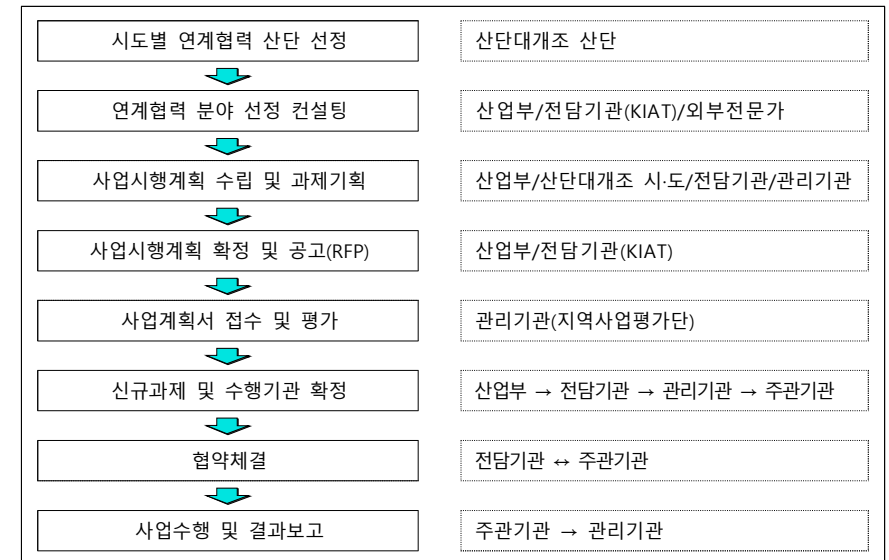 시도별 연계협력 산단 선정
산단대개조 산단
연계협력 분야 선정 컨설팅
산업부/전담기관(KIAT)/외부전문가
사업시행계획 수립 및 과제기획
산업부/산단대개조 시·도/전담기관/관리기관
사업시행계획 확정 및 공고(RFP)
산업부/전담기관(KIAT)
사업계획서 접수 및 평가
관리기관(지역사업평가단)
신규과제 및 수행기관 확정
산업부 → 전담기관 → 관리기관 → 주관기관
협약체결
전담기관 ↔ 주관기관
사업수행 및 결과보고
주관기관 → 관리기관